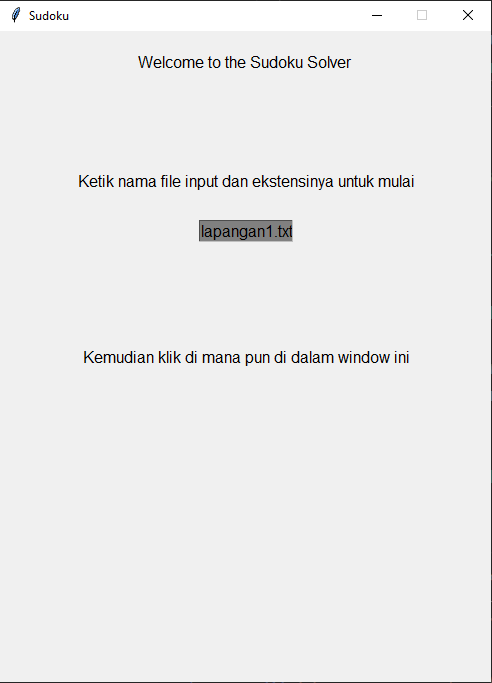 Sudoku
Welcome to the Sudoku Solver
Ketik nama file input dan ekstensinya untuk mulai
lapangan1.txt
Kemudian klik di mana pun di dalam window ini